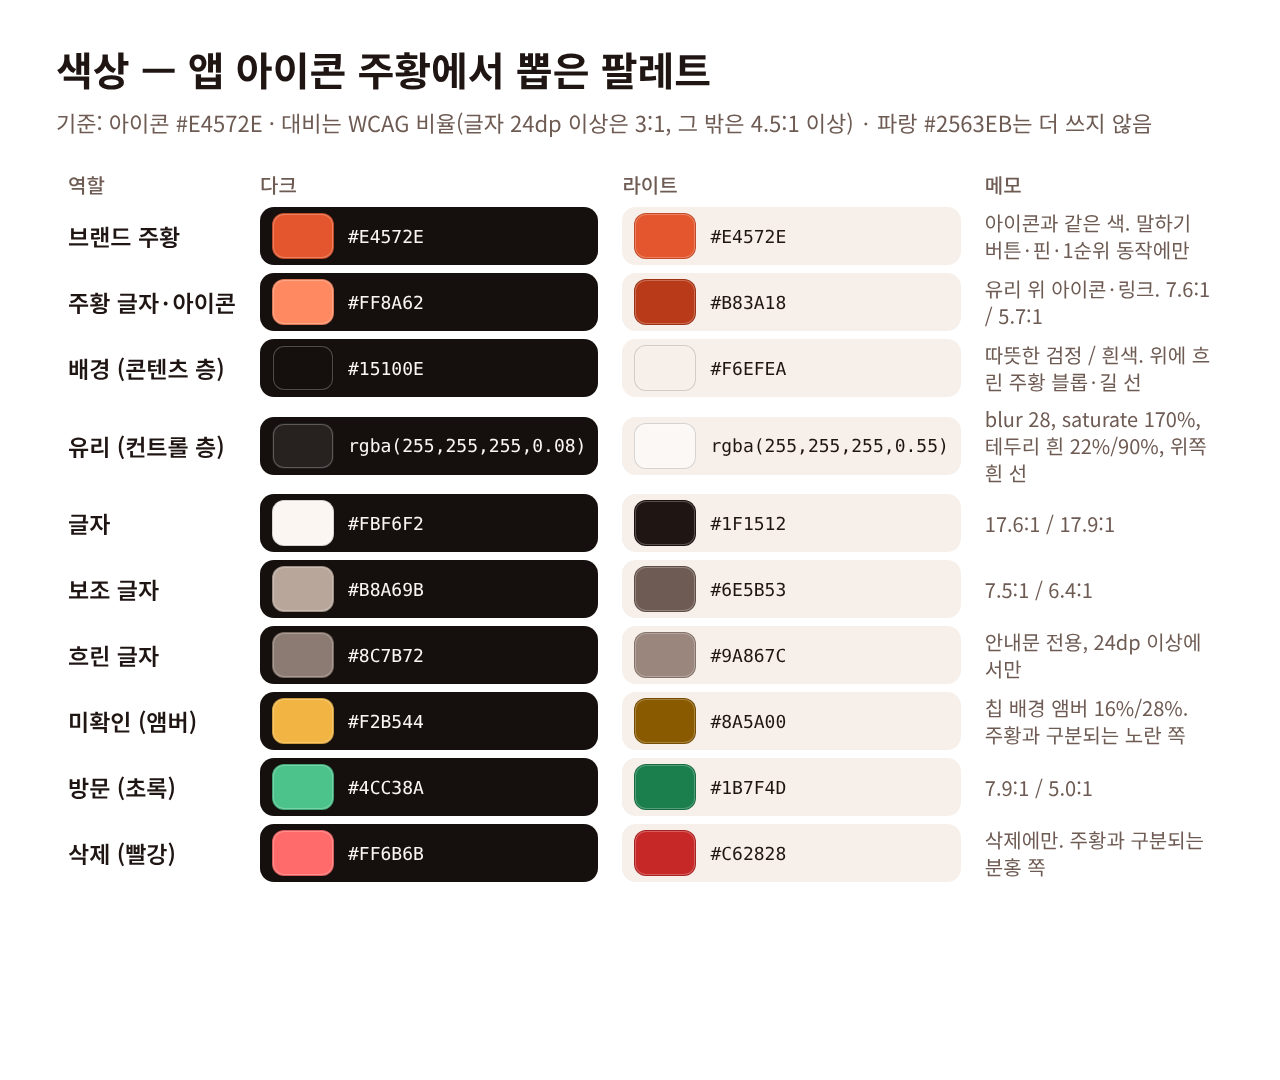 색상 — 앱 아이콘 주황에서 뽑은 팔레트
기준: 아이콘 #E4572E · 대비는 WCAG 비율(글자 24dp 이상은 3:1, 그 밖은 4.5:1 이상) · 파랑 #2563EB는 더 쓰지 않음
역할 다크 라이트 메모
브랜드 주황 #E4572E #E4572E 아이콘과 같은 색. 말하기
버튼·핀·1순위 동작에만
주황 글자·아이콘 #FF8A62 #B83A18 유리 위 아이콘·링크. 7.6:1
/ 5.7:1
배경 (콘텐츠 층) #15100E #F6EFEA 따뜻한 검정 / 흰색. 위에 흐
린 주황 블롭·길 선
유리 (컨트롤 층) rgba(255,255,255,0.08) rgba(255,255,255,0.55) blur 28, saturate 170%,
테두리 흰 22%/90%, 위쪽
흰 선
글자 #FBF6F2 #1F1512 17.6:1 / 17.9:1
보조 글자 #B8A69B #6E5B53 7.5:1 / 6.4:1
흐린 글자 #8C7B72 #9A867C 안내문 전용, 24dp 이상에
서만
미확인 (앰버) #F2B544 #8A5A00 칩 배경 앰버 16%/28%.
주황과 구분되는 노란 쪽
방문 (초록) #4CC38A #1B7F4D 7.9:1 / 5.0:1
삭제 (빨강) #FF6B6B #C62828 삭제에만. 주황과 구분되는
분홍 쪽